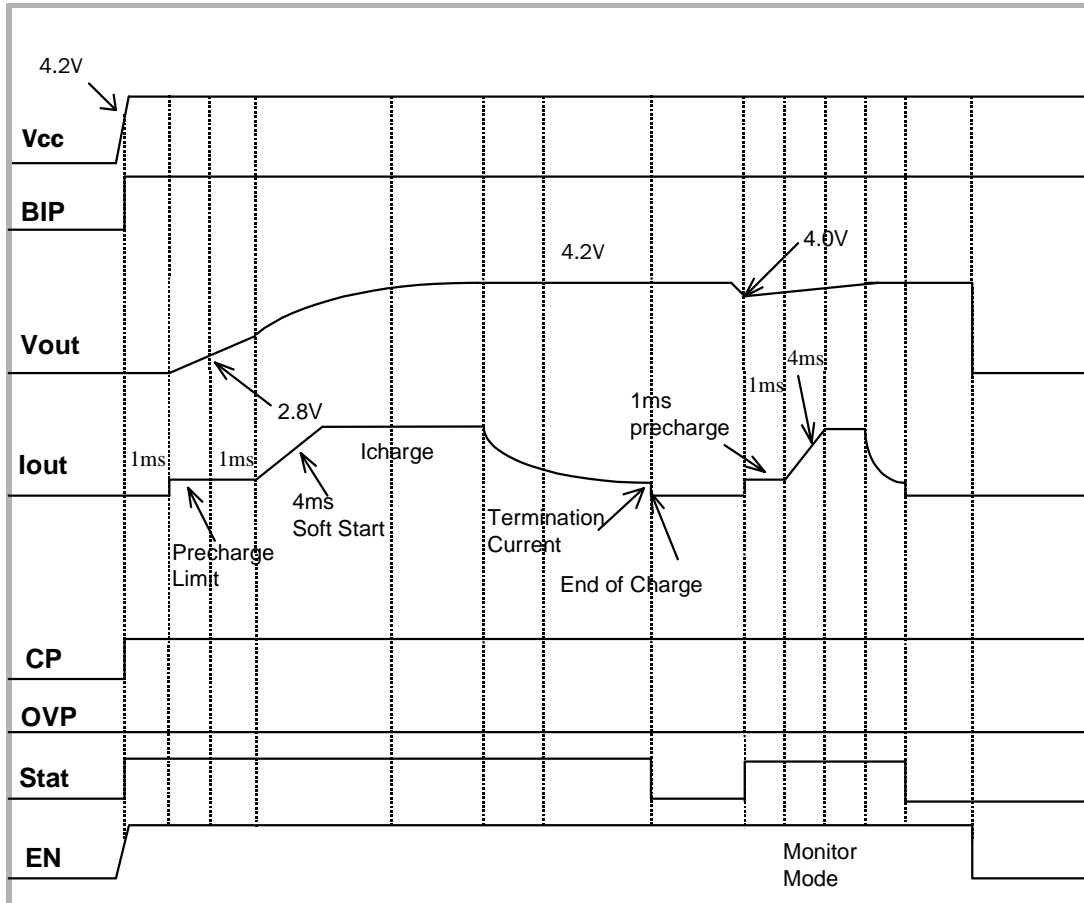 4.2V
Vcc
BIP
4.0V
4.2V
Vout
4ms
1ms
2.8V
1ms
precharge
Iout
1ms
1ms
Icharge
4ms
Soft Start
Termination
Current
Precharge
Limit
End of Charge
CP
OVP
Stat
EN
Monitor
Mode